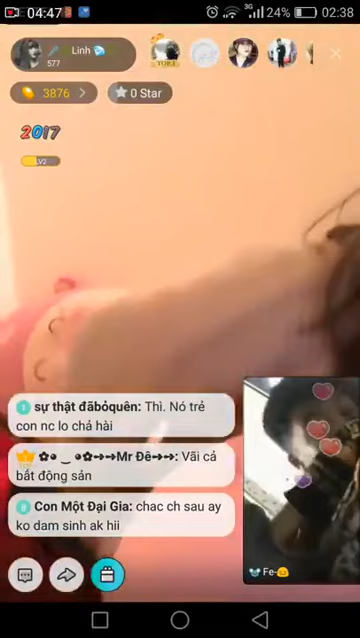 04:47
3G 24% 02:38
Linh
577
3876
0 Star
2017
LV2
sự thật đãbỏquên: Thì. Nó trẻ
con nc lo chả hài
Mr Đê: Vãi cả
bất động sản
Con Một Đại Gia: chac ch sau ay
ko dam sinh ak hii
Fe-